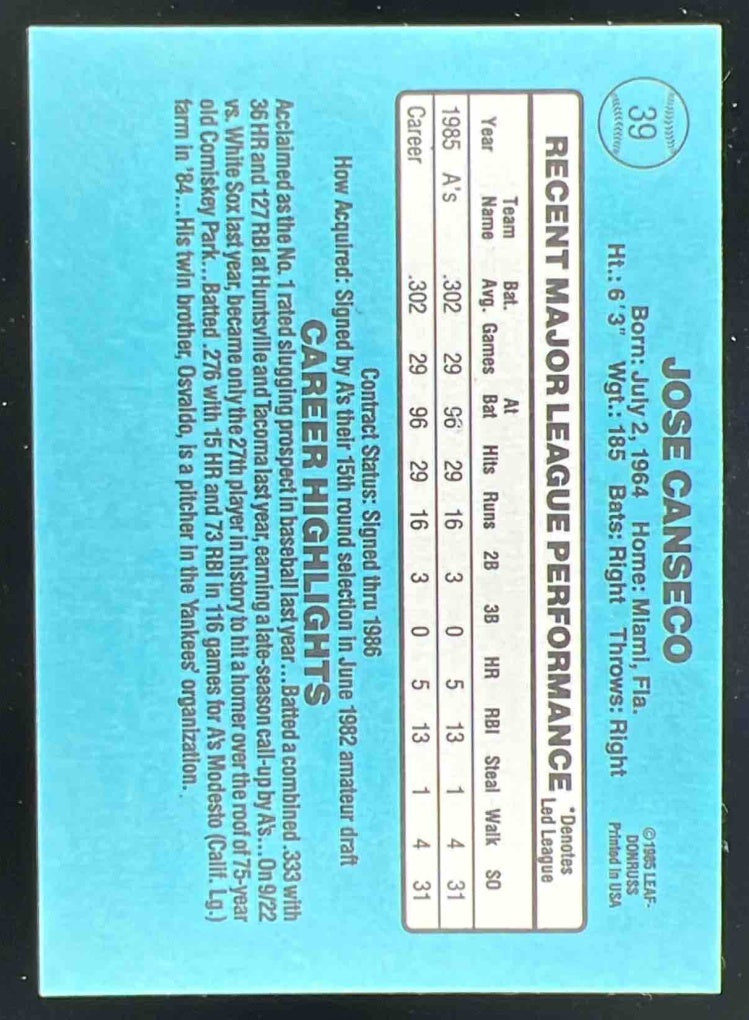 39
JOSE CANSECO
©1985 LEAF-
DONRUSS
Printed in USA
Born: July 2, 1964 Home: Miami, Fla.
Ht.: 6'3" Wgt.: 185 Bats: Right Throws: Right
RECENT MAJOR LEAGUE PERFORMANCE *Denotes Led League
Year Team Name Bat. Avg. Games At Bat Hits Runs 2B 3B HR RBI Steal Walk SO
1985 A's .302 29 96 29 16 3 0 5 13 1 4 31
Career .302 29 96 29 16 3 0 5 13 1 4 31
Contract Status: Signed thru 1986
How Acquired: Signed by A's their 15th round selection in June 1982 amateur draft
CAREER HIGHLIGHTS
Acclaimed as the No. 1 rated slugging prospect in baseball last year...Batted a combined .333 with
36 HR and 127 RBI at Huntsville and Tacoma last year, earning a late-season call-up by A's...On 9/22
vs. White Sox last year, became only the 27th player in history to hit a homer over the roof of 75-year
old Comiskey Park...Batted .276 with 15 HR and 73 RBI in 116 games for A's Modesto (Calif. Lg.)
farm in '84...His twin brother, Osvaldo, is a pitcher in the Yankees' organization.